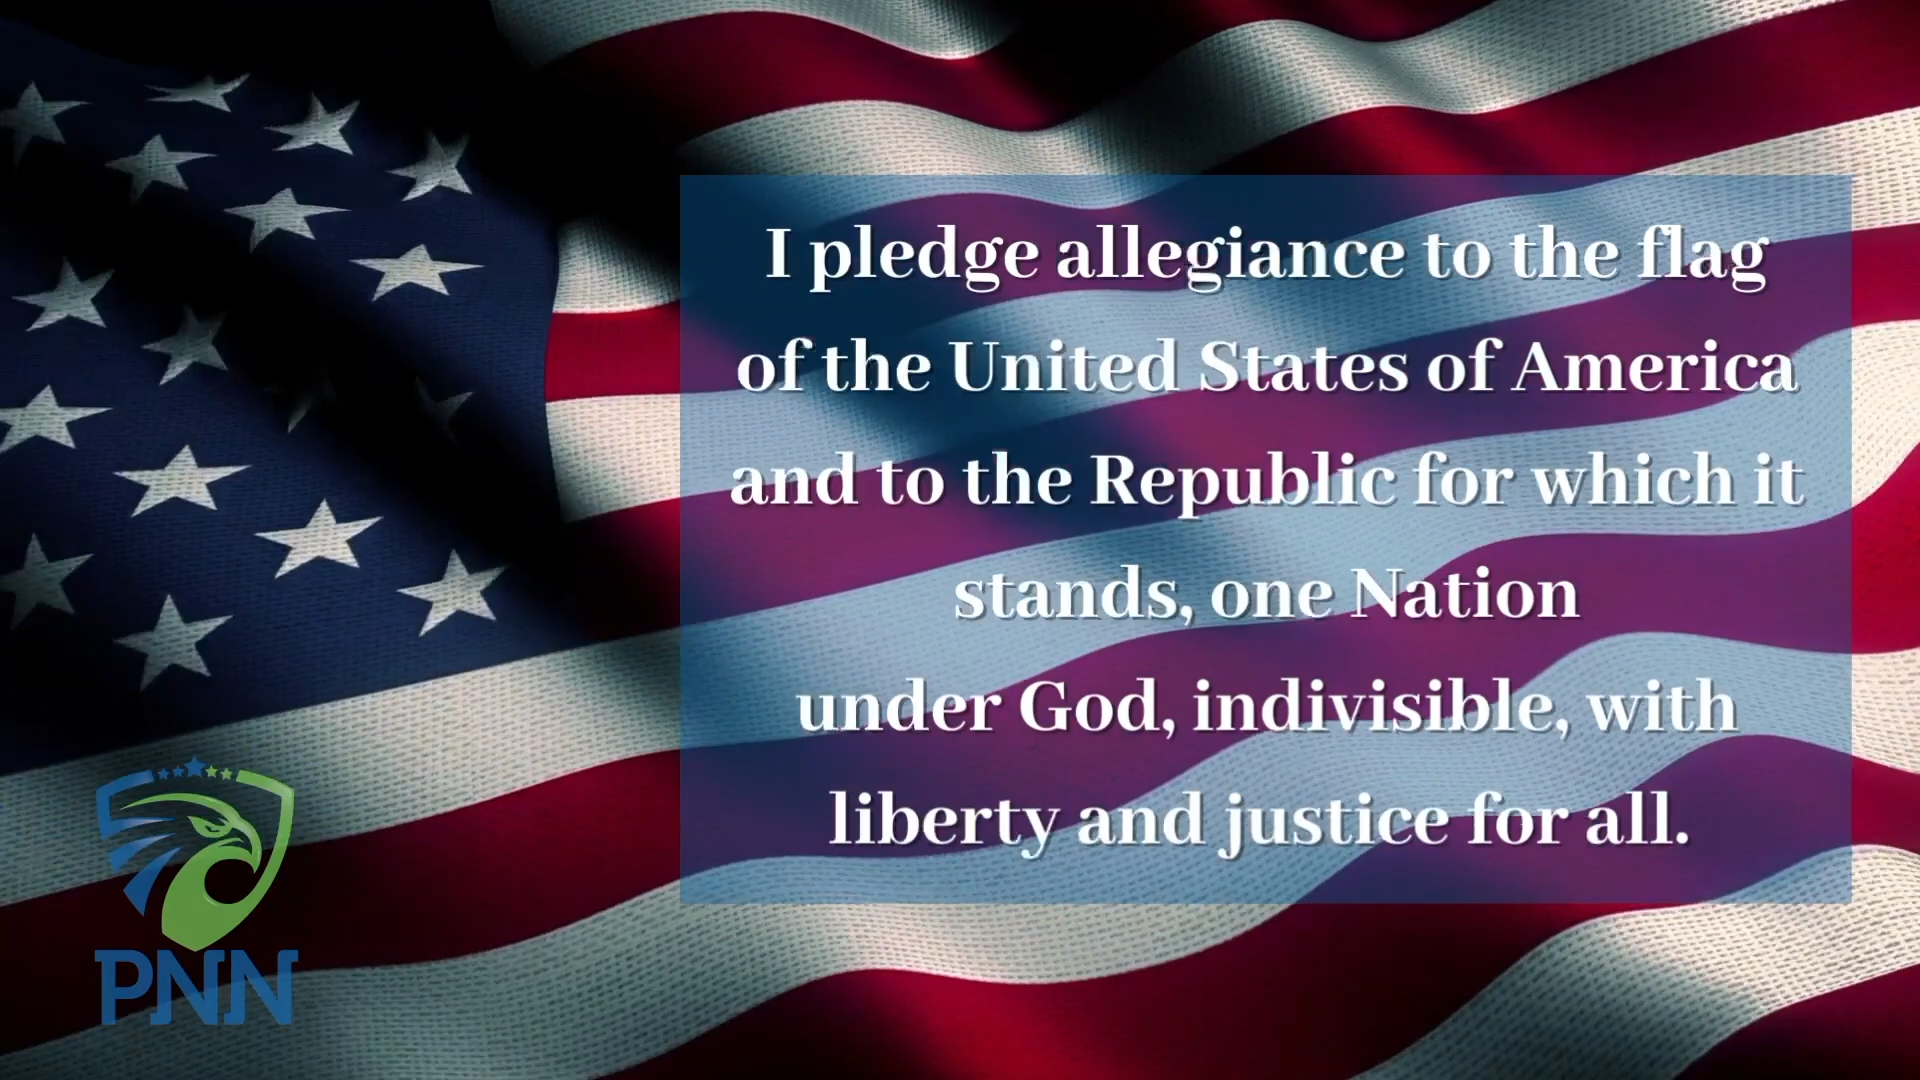 I pledge allegiance to the flag
of the United States of America
and to the Republic for which it
stands, one Nation
under God, indivisible, with
liberty and justice for all.
PNN